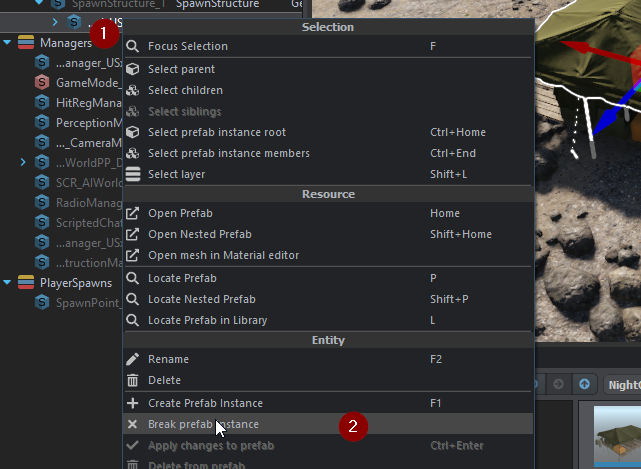 SpawnStructure_1 SpawnStructure Ge
1
Selection
Managers
Focus Selection F
...anager_USx
Select parent
GameMode_
Select children
HitRegMana
Select siblings
PerceptionM
Select prefab instance root Ctrl+Home
..._CameraM
Select prefab instance members Ctrl+End
...WorldPP_D
Select layer Shift+L
SCR_AIWorld
Resource
RadioManag
Open Prefab Home
ScriptedChat
Open Nested Prefab Shift+Home
...anager_US
Open mesh in Material editor
...tructionMa
Locate Prefab P
PlayerSpawns
Locate Nested Prefab Shift+P
SpawnPoint_
Locate Prefab in Library L
Entity
Rename F2
Delete
NightO
Create Prefab Instance F1
Break prefab instance 2
Apply changes to prefab Ctrl+Enter
Delete from prefab